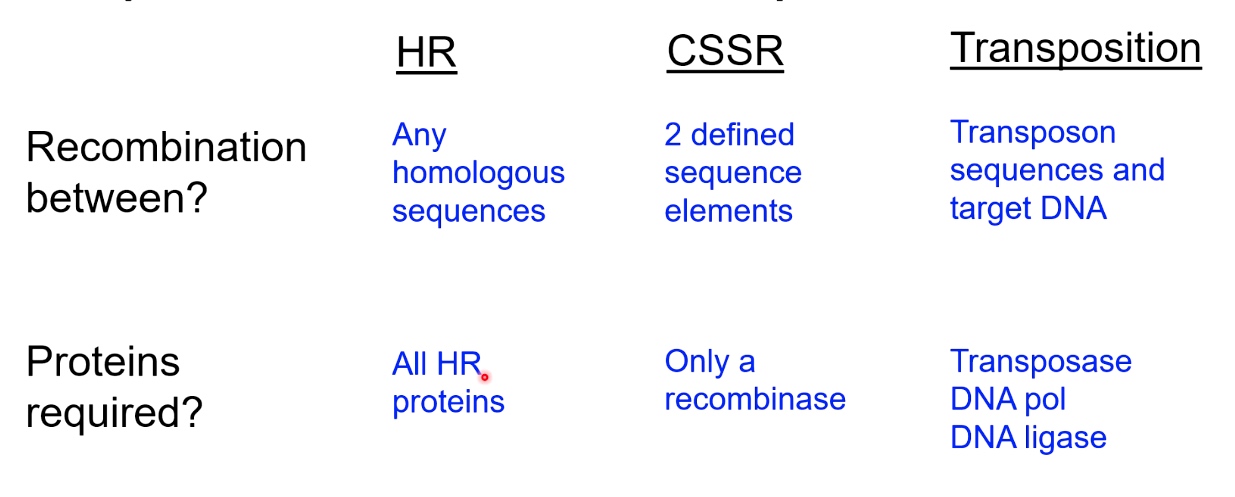 HR CSSR Transposition
Recombination between?
Any homologous sequences
2 defined sequence elements
Transposon sequences and target DNA
Proteins required?
All HR proteins
Only a recombinase
Transposase
DNA pol
DNA ligase